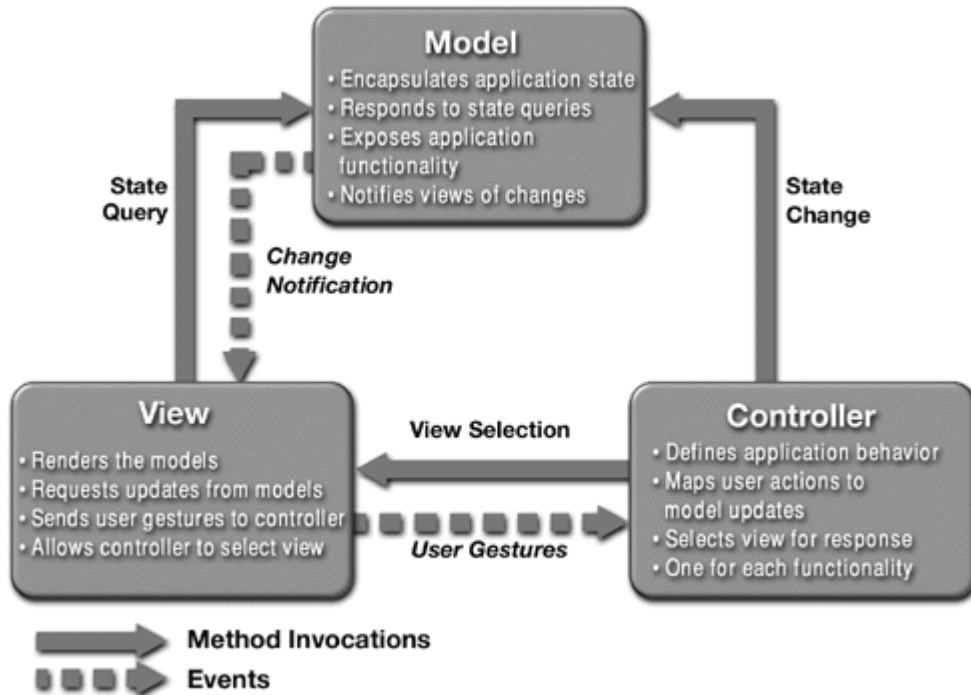 Model
• Encapsulates application state
• Responds to state queries
• Exposes application
functionality
• Notifies views of changes
State
Query
State
Change
Change
Notification
View
• Renders the models
• Requests updates from models
• Sends user gestures to controller
• Allows controller to select view
View Selection
User Gestures
Controller
• Defines application behavior
• Maps user actions to
model updates
• Selects view for response
• One for each functionality
Method Invocations
Events